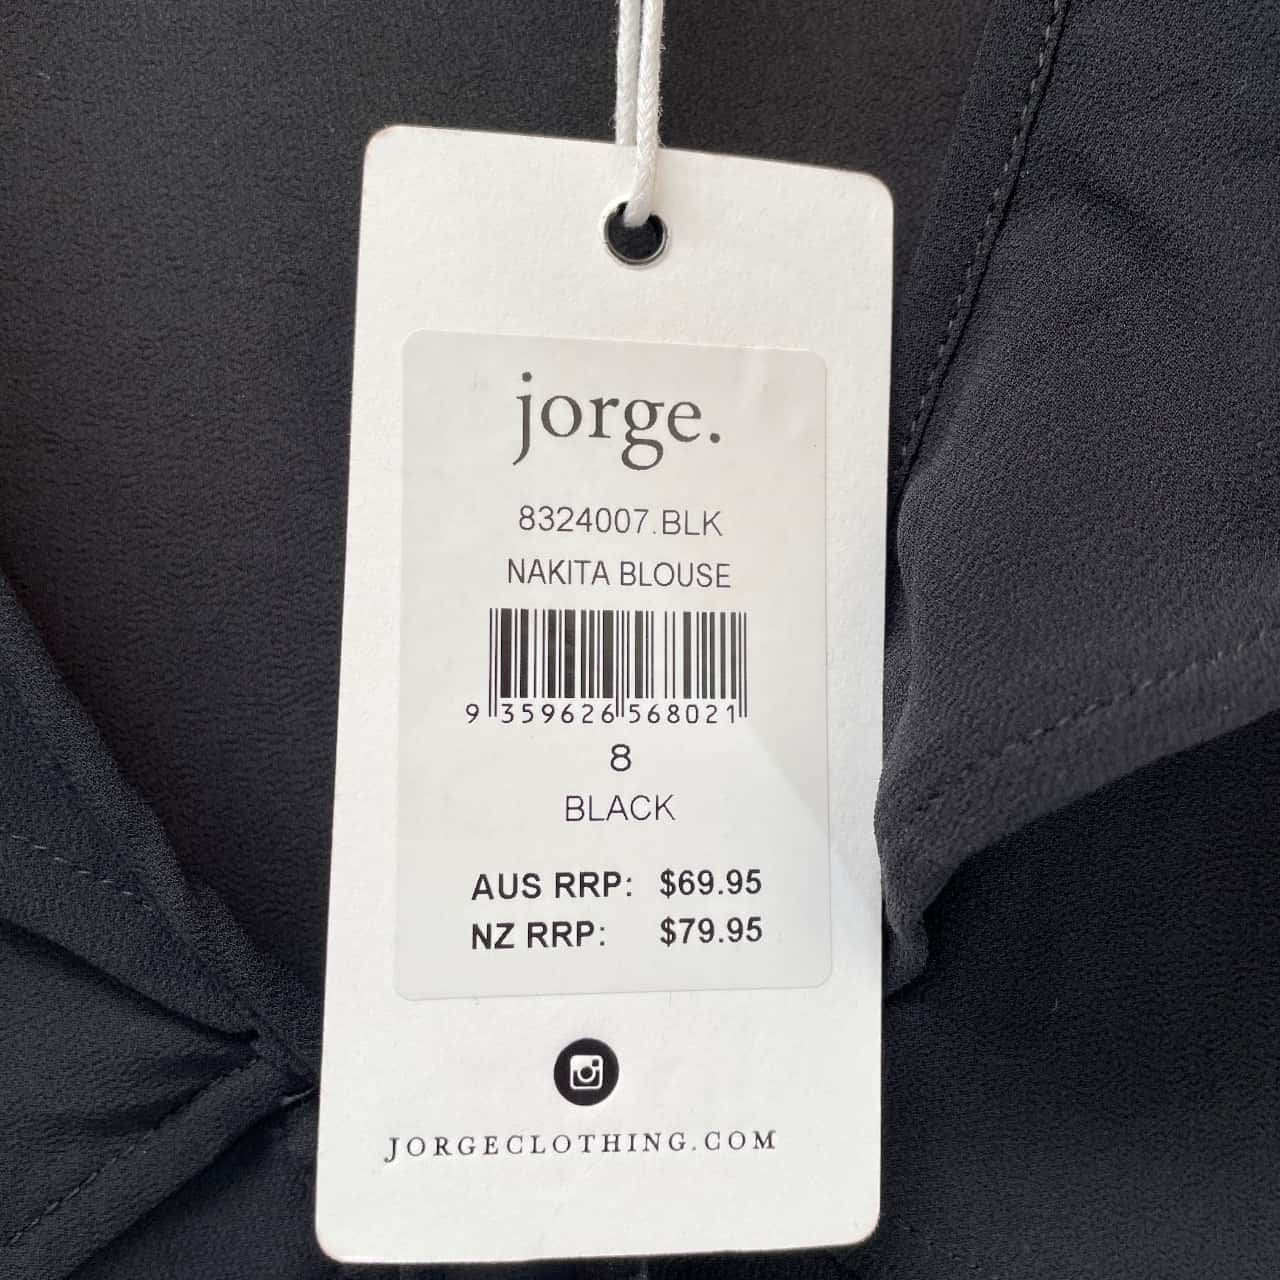 jorge.
8324007.BLK
NAKITA BLOUSE
9 359626 568021
8
BLACK
AUS RRP: $69.95
NZ RRP: $79.95
JORGECLOTHING.COM